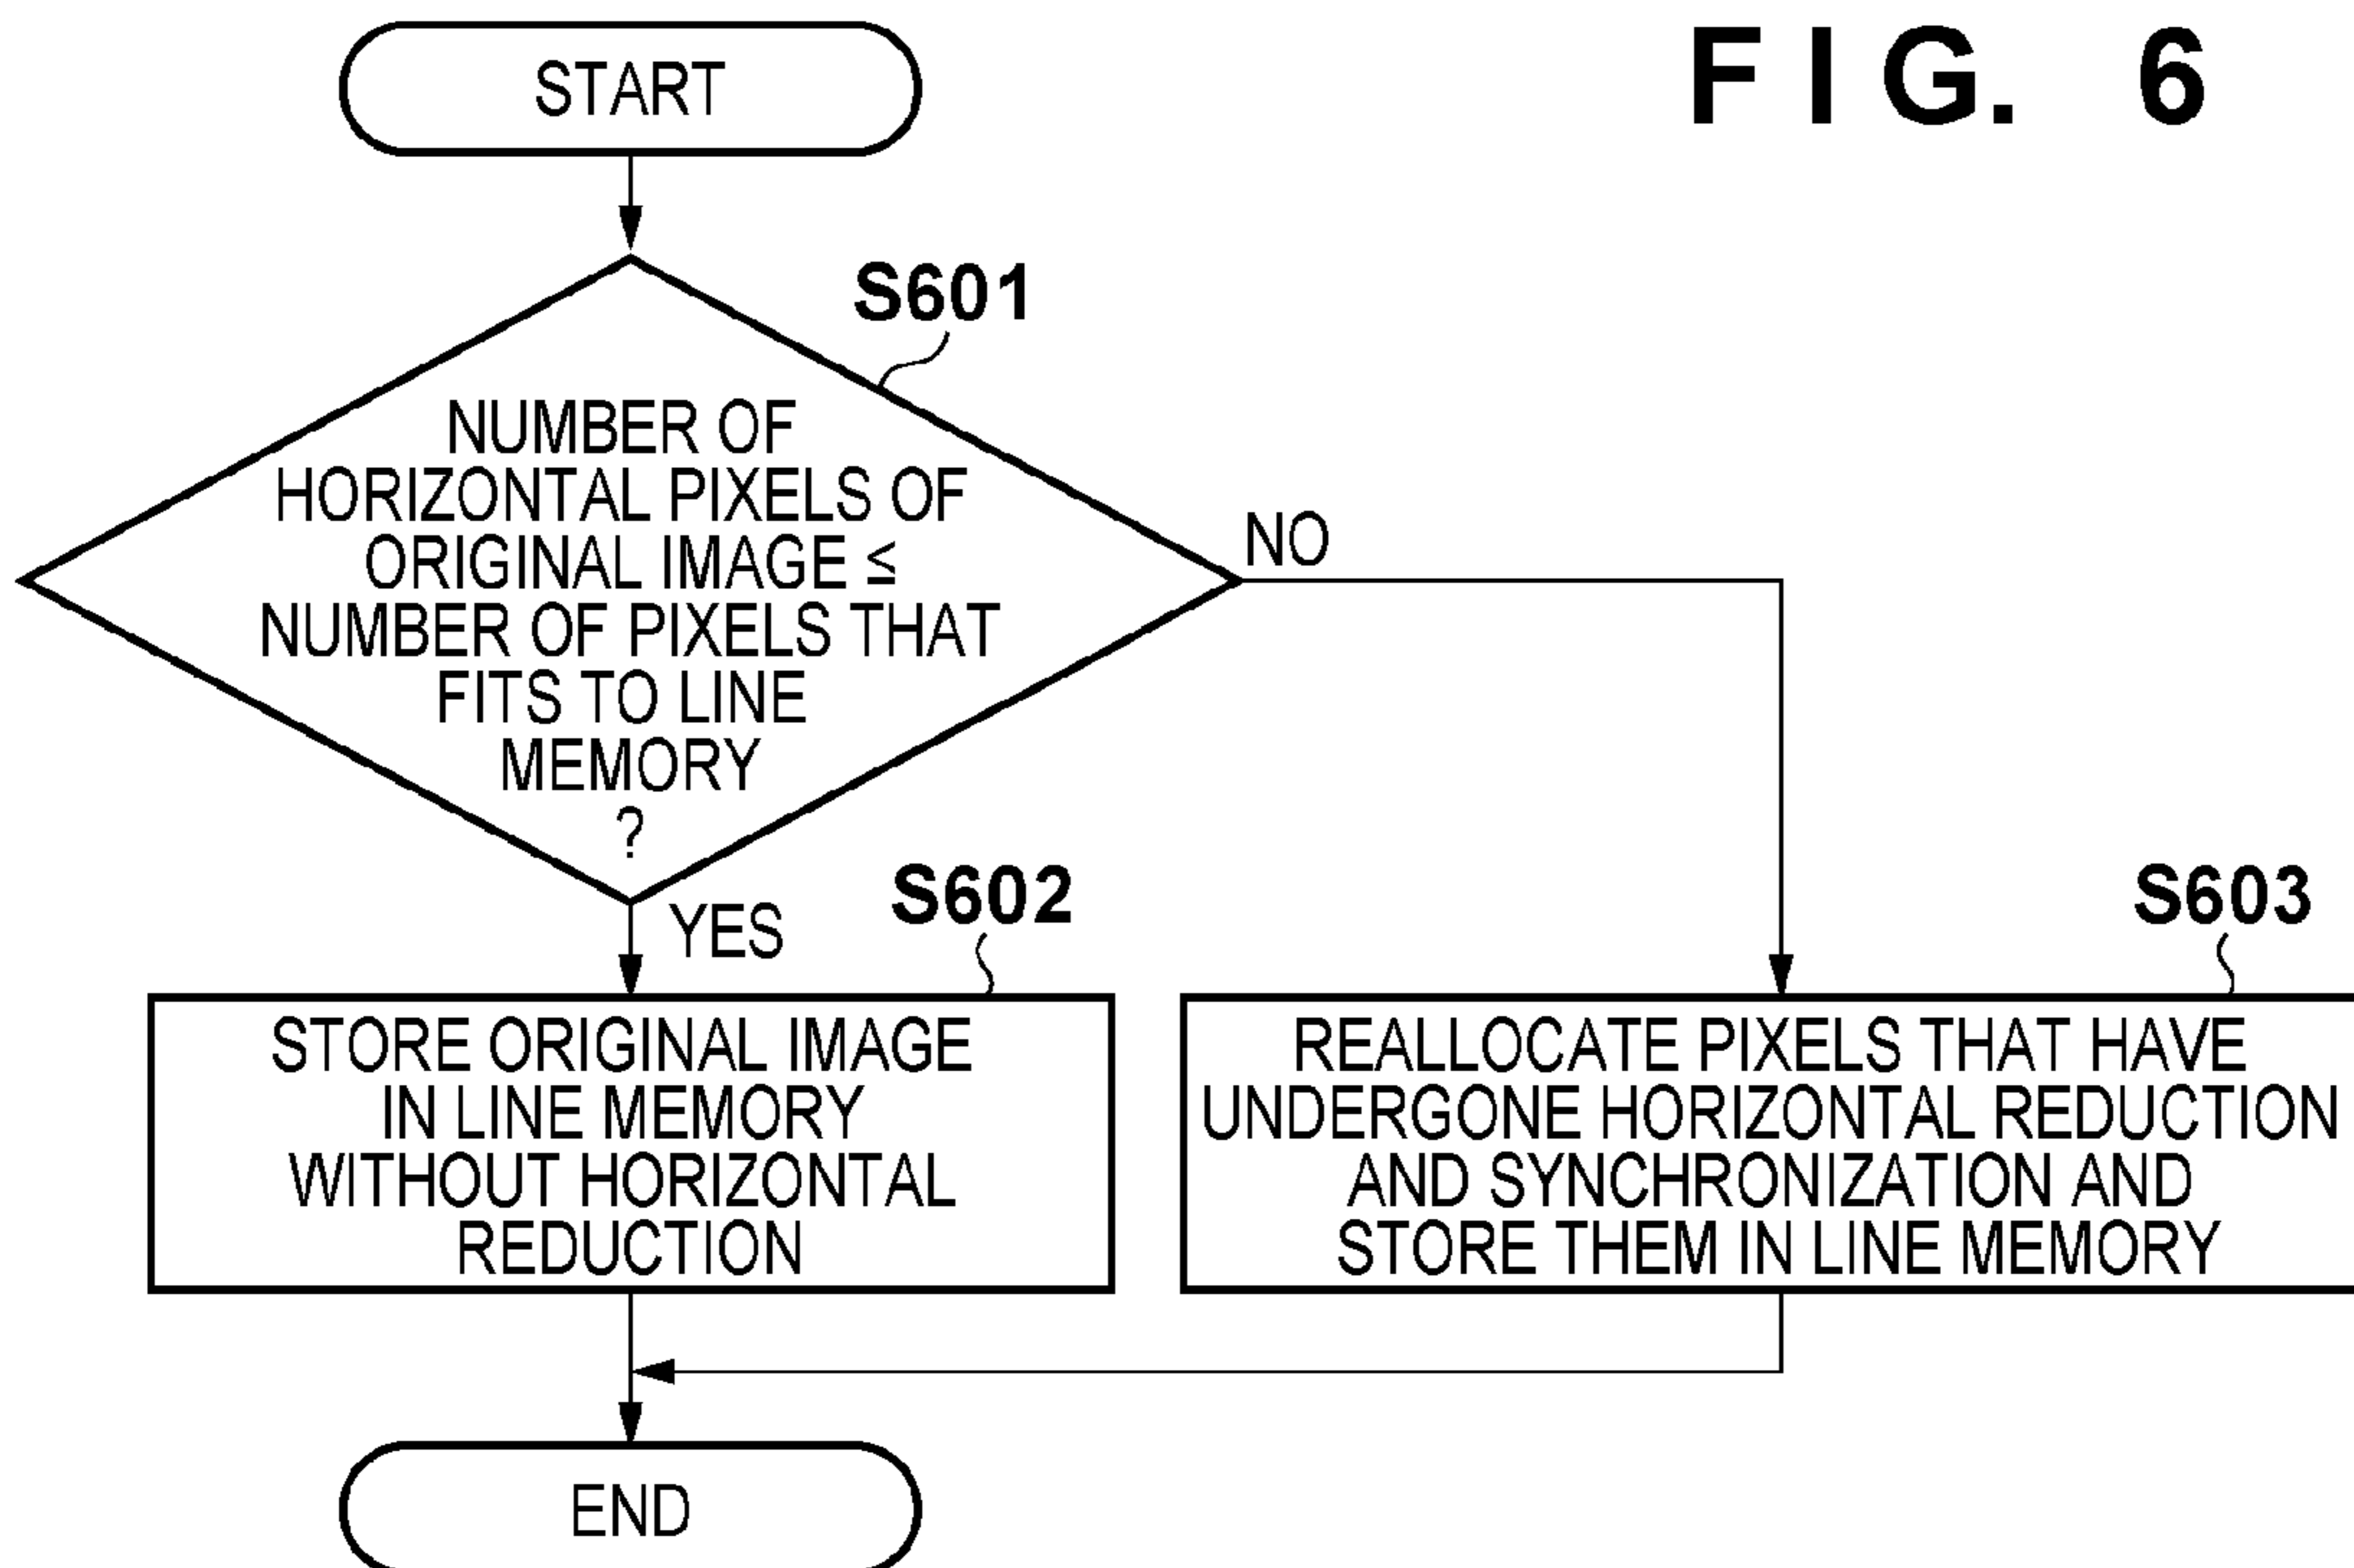 FIG. 6
START
S601
NUMBER OF
HORIZONTAL PIXELS OF
ORIGINAL IMAGE ≤
NUMBER OF PIXELS THAT
FITS TO LINE
MEMORY
?
NO
YES
S602
STORE ORIGINAL IMAGE
IN LINE MEMORY
WITHOUT HORIZONTAL
REDUCTION
S603
REALLOCATE PIXELS THAT HAVE
UNDERGONE HORIZONTAL REDUCTION
AND SYNCHRONIZATION AND
STORE THEM IN LINE MEMORY
END